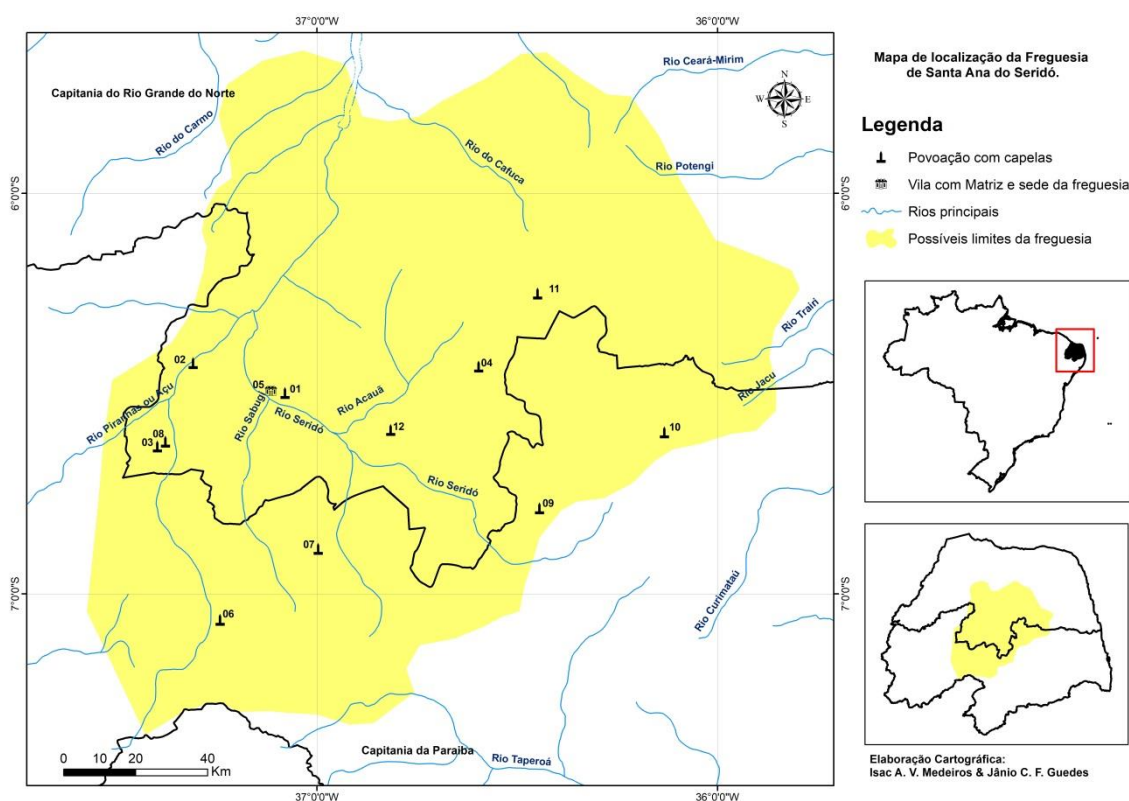 37°0'0"W
36°0'0"W
Capitania do Rio Grande do Norte
Rio do Carmo
Rio Ceará-Mirim
N
W
E
S
Rio do Cafuca
Rio Potengi
6°0'0"S
6°0'0"S
11
Rio Trairi
02
04
Rio Jacu
05
01
Rio Acauã
Rio Piranhas ou Açu
Rio Sabugi
Rio Seridó
12
10
08
03
Rio Seridó
09
07
Rio Curimataú
7°0'0"S
7°0'0"S
06
Capitania da Paraiba
Rio Taperoá
0 10 20 40
Km
37°0'0"W
36°0'0"W
Mapa de localização da Freguesia
de Santa Ana do Seridó.
Legenda
Povoação com capelas
Vila com Matriz e sede da freguesia
Rios principais
Possíveis limites da freguesia
Elaboração Cartográfica:
Isac A. V. Medeiros & Jânio C. F. Guedes